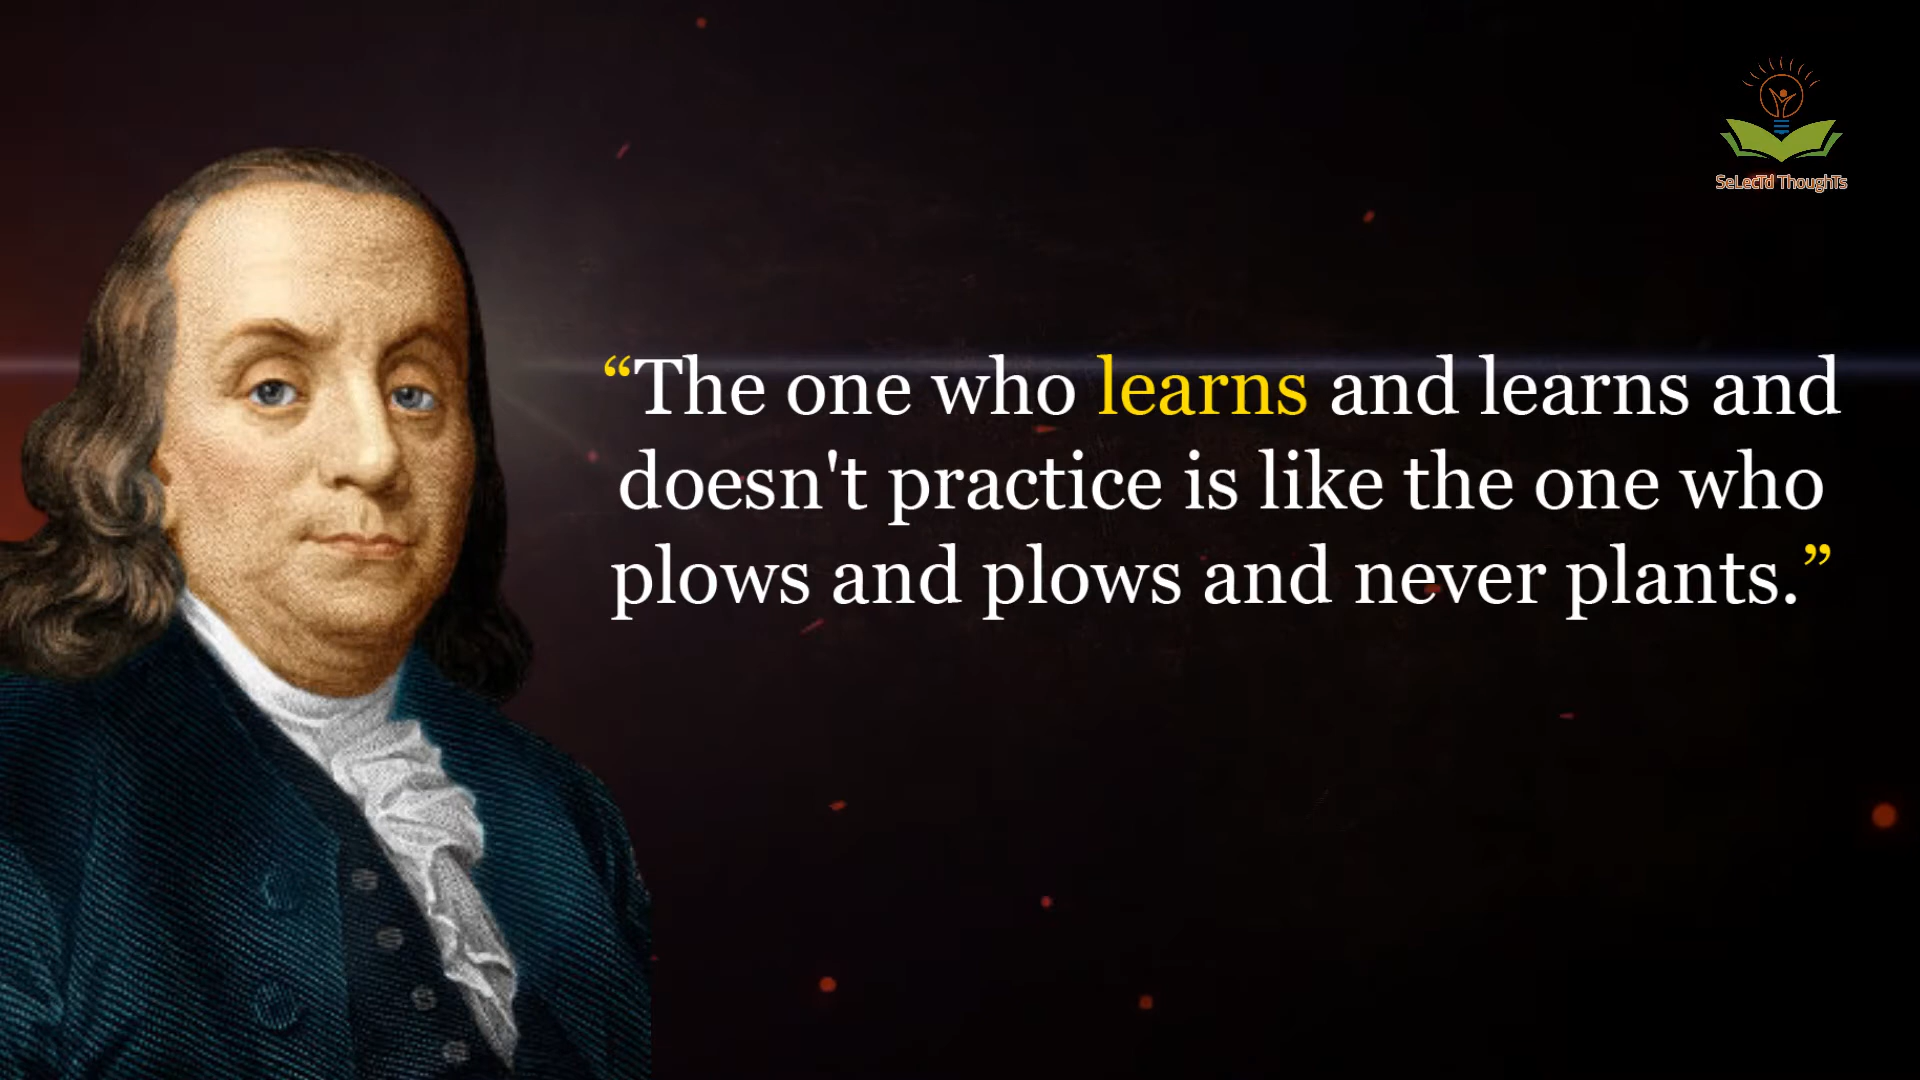 SeLecTd ThoughTs
“The one who learns and learns and
doesn't practice is like the one who
plows and plows and never plants.”